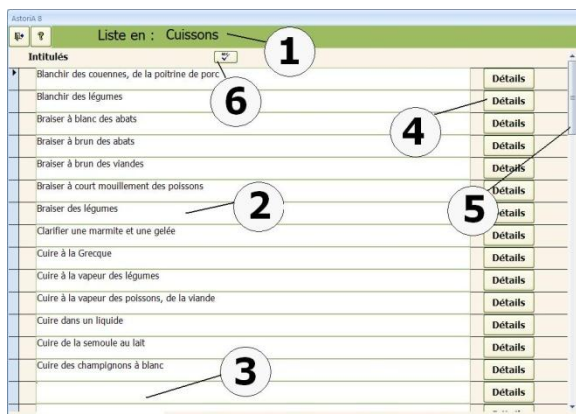 AstoriA 8
? Liste en : Cuissons
1
Intitulés
6
Blanchir des couennes, de la poitrine de porc Détails
Blanchir des légumes Détails
4
Braiser à blanc des abats Détails
Braiser à brun des abats Détails
Braiser à brun des viandes Détails
Braiser à court mouillement des poissons Détails
2
5
Braiser des légumes Détails
Clarifier une marmite et une gelée Détails
Cuire à la Grecque Détails
Cuire à la vapeur des légumes Détails
Cuire à la vapeur des poissons, de la viande Détails
Cuire dans un liquide Détails
Cuire de la semoule au lait Détails
Cuire des champignons à blanc Détails
3
Détails